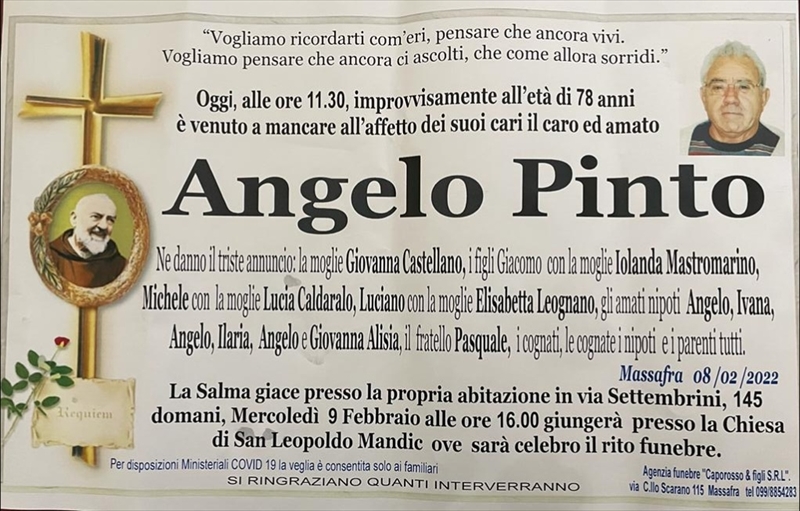 “Vogliamo ricordarti com’eri, pensare che ancora vivi.
Vogliamo pensare che ancora ci ascolti, che come allora sorridi.”
Oggi, alle ore 11.30, improvvisamente all’età di 78 anni
è venuto a mancare all’affetto dei suoi cari il caro ed amato
Angelo Pinto
Ne danno il triste annuncio: la moglie Giovanna Castellano, i figli Giacomo con la moglie Iolanda Mastromarino,
Michele con la moglie Lucia Caldaralo, Luciano con la moglie Elisabetta Leognano, gli amati nipoti Angelo, Ivana,
Angelo, Ilaria, Angelo e Giovanna Alisia, il fratello Pasquale, i cognati, le cognate i nipoti e i parenti tutti.
Massafra 08/02/2022
La Salma giace presso la propria abitazione in via Settembrini, 145
domani, Mercoledì 9 Febbraio alle ore 16.00 giungerà presso la Chiesa
di San Leopoldo Mandic ove sarà celebro il rito funebre.
Requiem
Per disposizioni Ministeriali COVID 19 la veglia è consentita solo ai familiari
SI RINGRAZIANO QUANTI INTERVERRANNO
Agenzia funebre "Caporosso & figli S.R.L".
via C.llo Scarano 115 Massafra tel 099/8854283